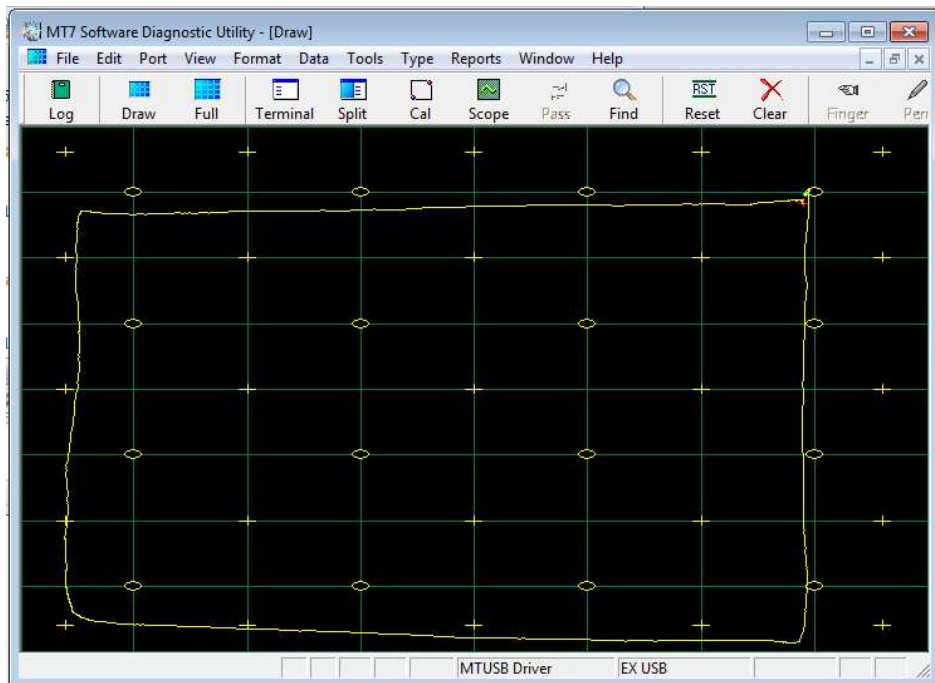 MT7 Software Diagnostic Utility - [Draw]
File Edit Port View Format Data Tools Type Reports Window Help
RST
Log Draw Full Terminal Split Cal Scope Pass Find Reset Clear Finger Pen
MTUSB Driver EX USB